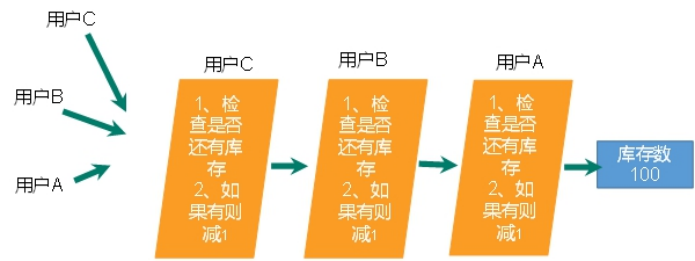 用户C
用户B
用户A
用户C
1、检
查是否
还有库
存
2、如
果有则
减1
用户B
1、检
查是否
还有库
存
2、如
果有则
减1
用户A
1、检
查是否
还有库
存
2、如
果有则
减1
库存数
100